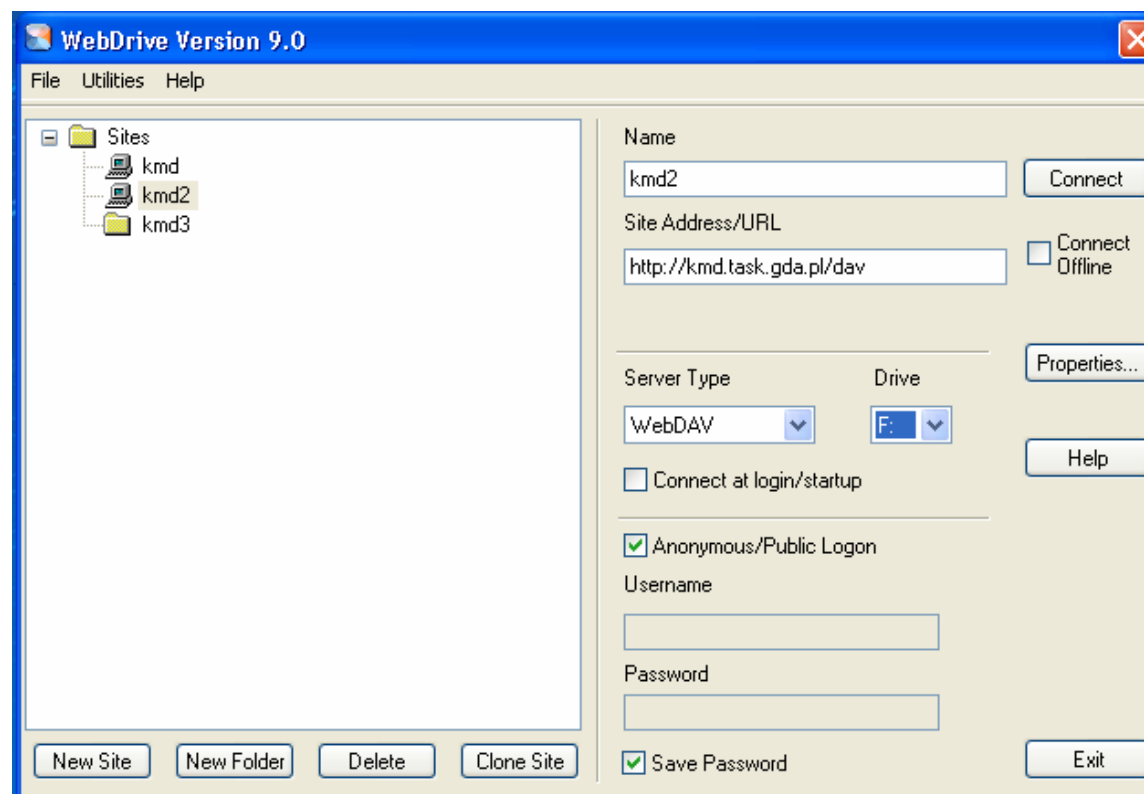 WebDrive Version 9.0
File Utilities Help
Sites
kmd
kmd2
kmd3
New Site New Folder Delete Clone Site
Name
kmd2
Connect
Site Address/URL
http://kmd.task.gda.pl/dav
Connect
Offline
Properties...
Server Type Drive
WebDAV F:
Help
Connect at login/startup
Anonymous/Public Logon
Username
Password
Save Password
Exit